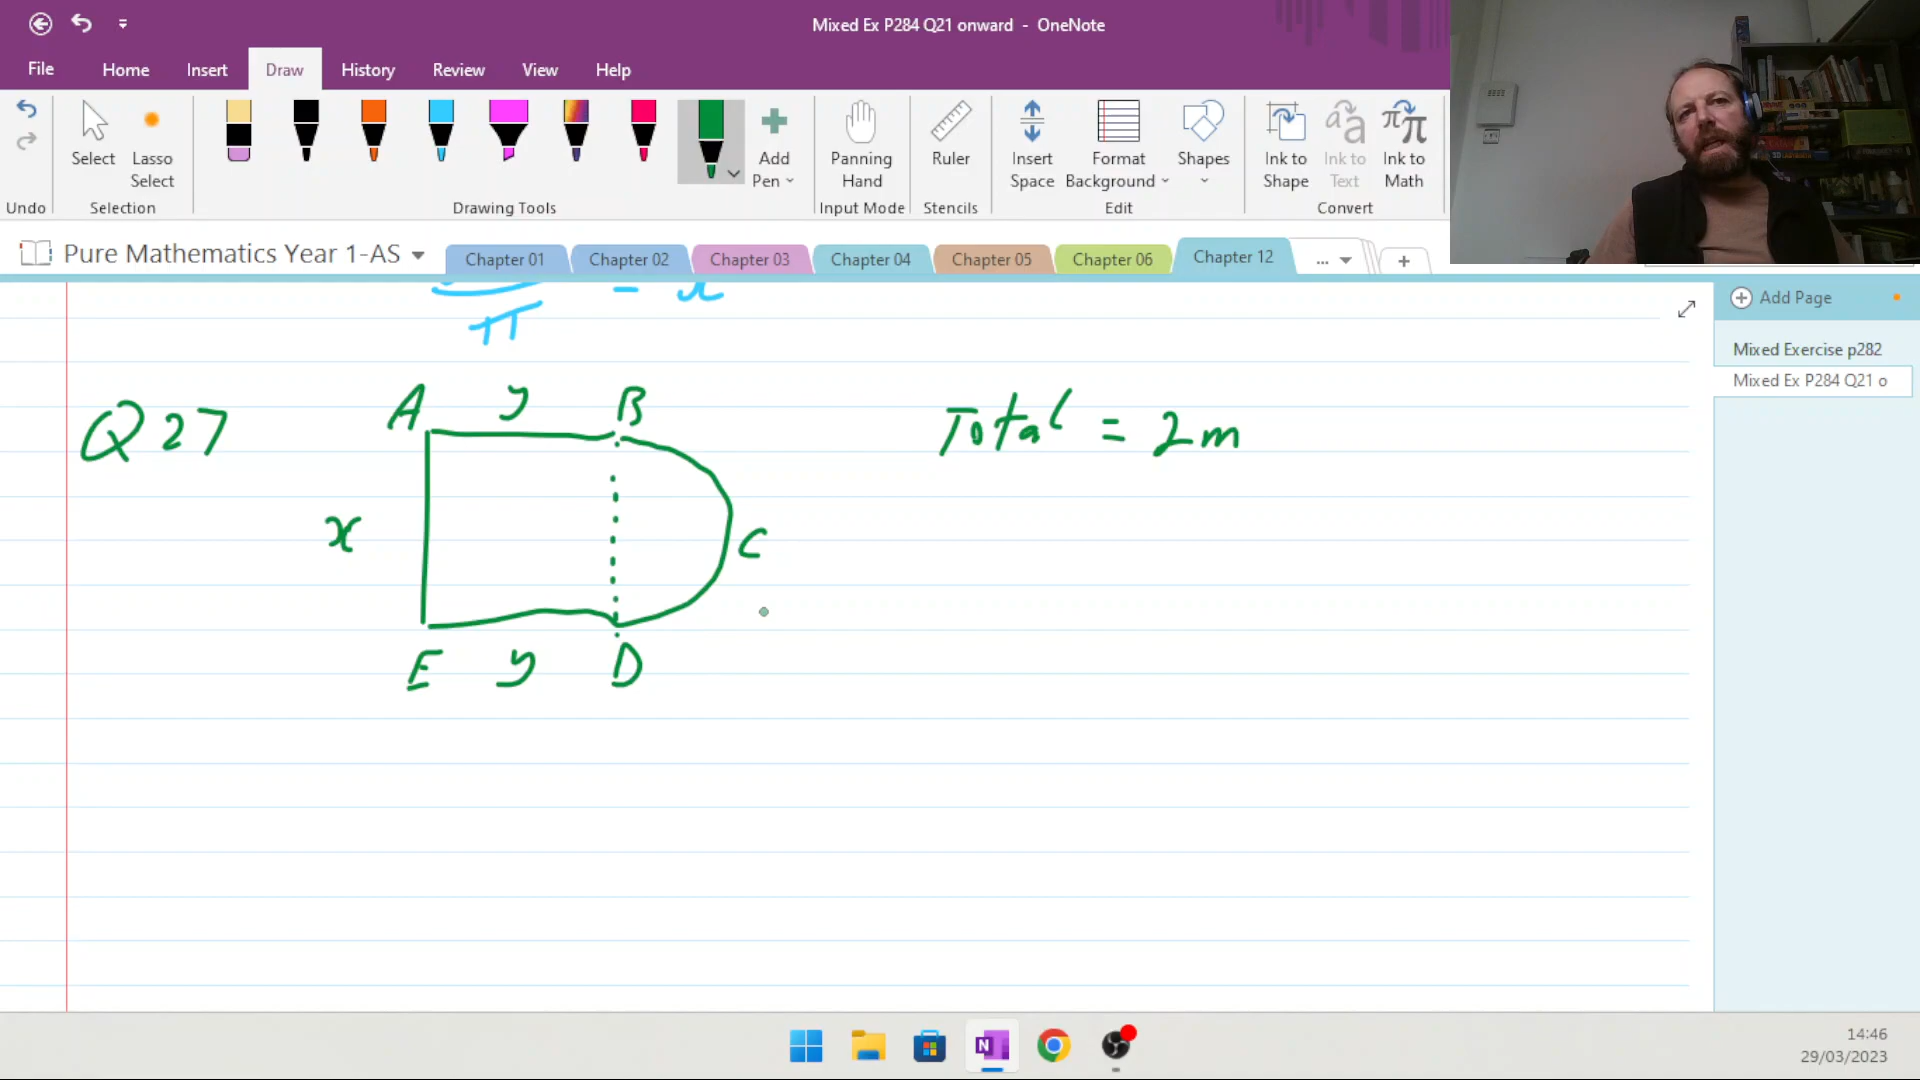 Mixed Ex P284 Q21 onward - OneNote
File Home Insert Draw History Review View Help
Select Lasso Select Add Pen Panning Hand Ruler Insert Space Format Background Shapes Ink to Shape Ink to Text Ink to Math
Undo Selection Drawing Tools Input Mode Stencils Edit Convert
Pure Mathematics Year 1-AS Chapter 01 Chapter 02 Chapter 03 Chapter 04 Chapter 05 Chapter 06 Chapter 12 ... +
Add Page
Mixed Exercise p282
Mixed Ex P284 Q21 o
= x
π
Q27 A y B Total = 2m
x C
E y D
14:46
29/03/2023